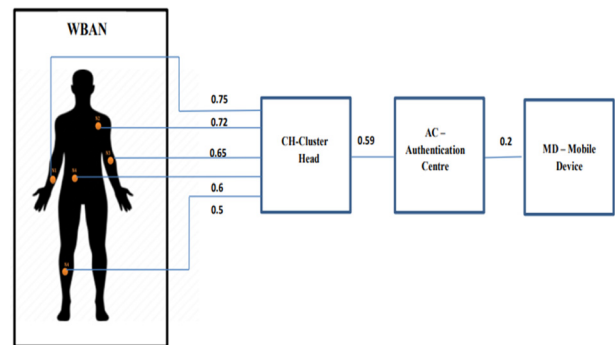 WBAN
0.75
0.72
0.65
0.6
0.5
CH-Cluster
Head
0.59
AC –
Authentication
Centre
0.2
MD – Mobile
Device